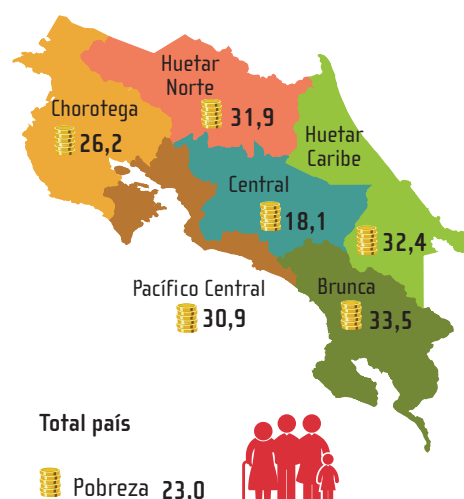 Huetar
Norte
31,9
Chorotega
26,2
Huetar
Caribe
32,4
Central
18,1
Pacífico Central
30,9
Brunca
33,5
Total país
Pobreza 23,0